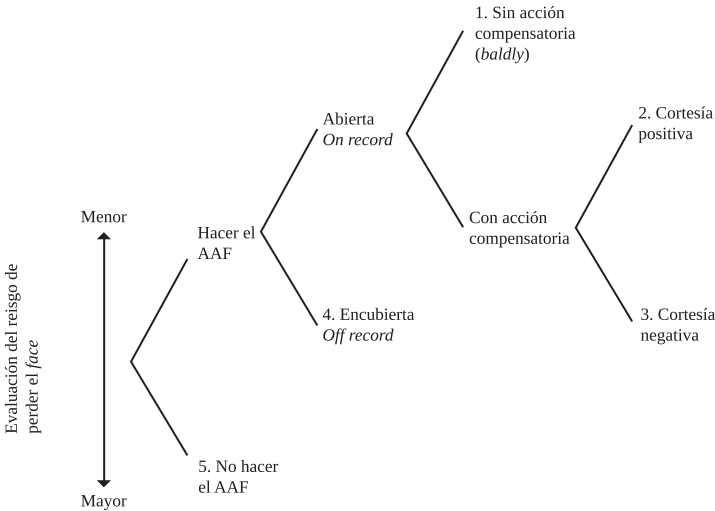 1. Sin acción
compensatoria
(baldly)
Abierta
On record
2. Cortesía
positiva
Menor
Hacer el
AAF
Con acción
compensatoria
4. Encubierta
Off record
3. Cortesía
negativa
Evaluación del reisgo de
perder el face
5. No hacer
el AAF
Mayor